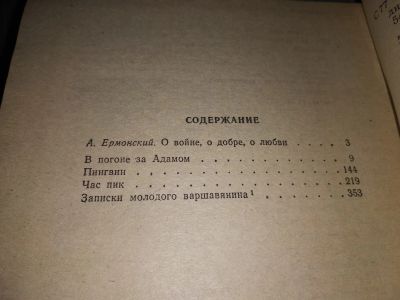 С 77
СОДЕРЖАНИЕ
А. Ермонский. О войне, о добре, о любви . . . . 3
В погоне за Адамом . . . . . . . . . . 9
Пингвин . . . . . . . . . . . . . 144
Час пик . . . . . . . . . . . . . 219
Записки молодого варшавянина¹ . . . . . . . 353